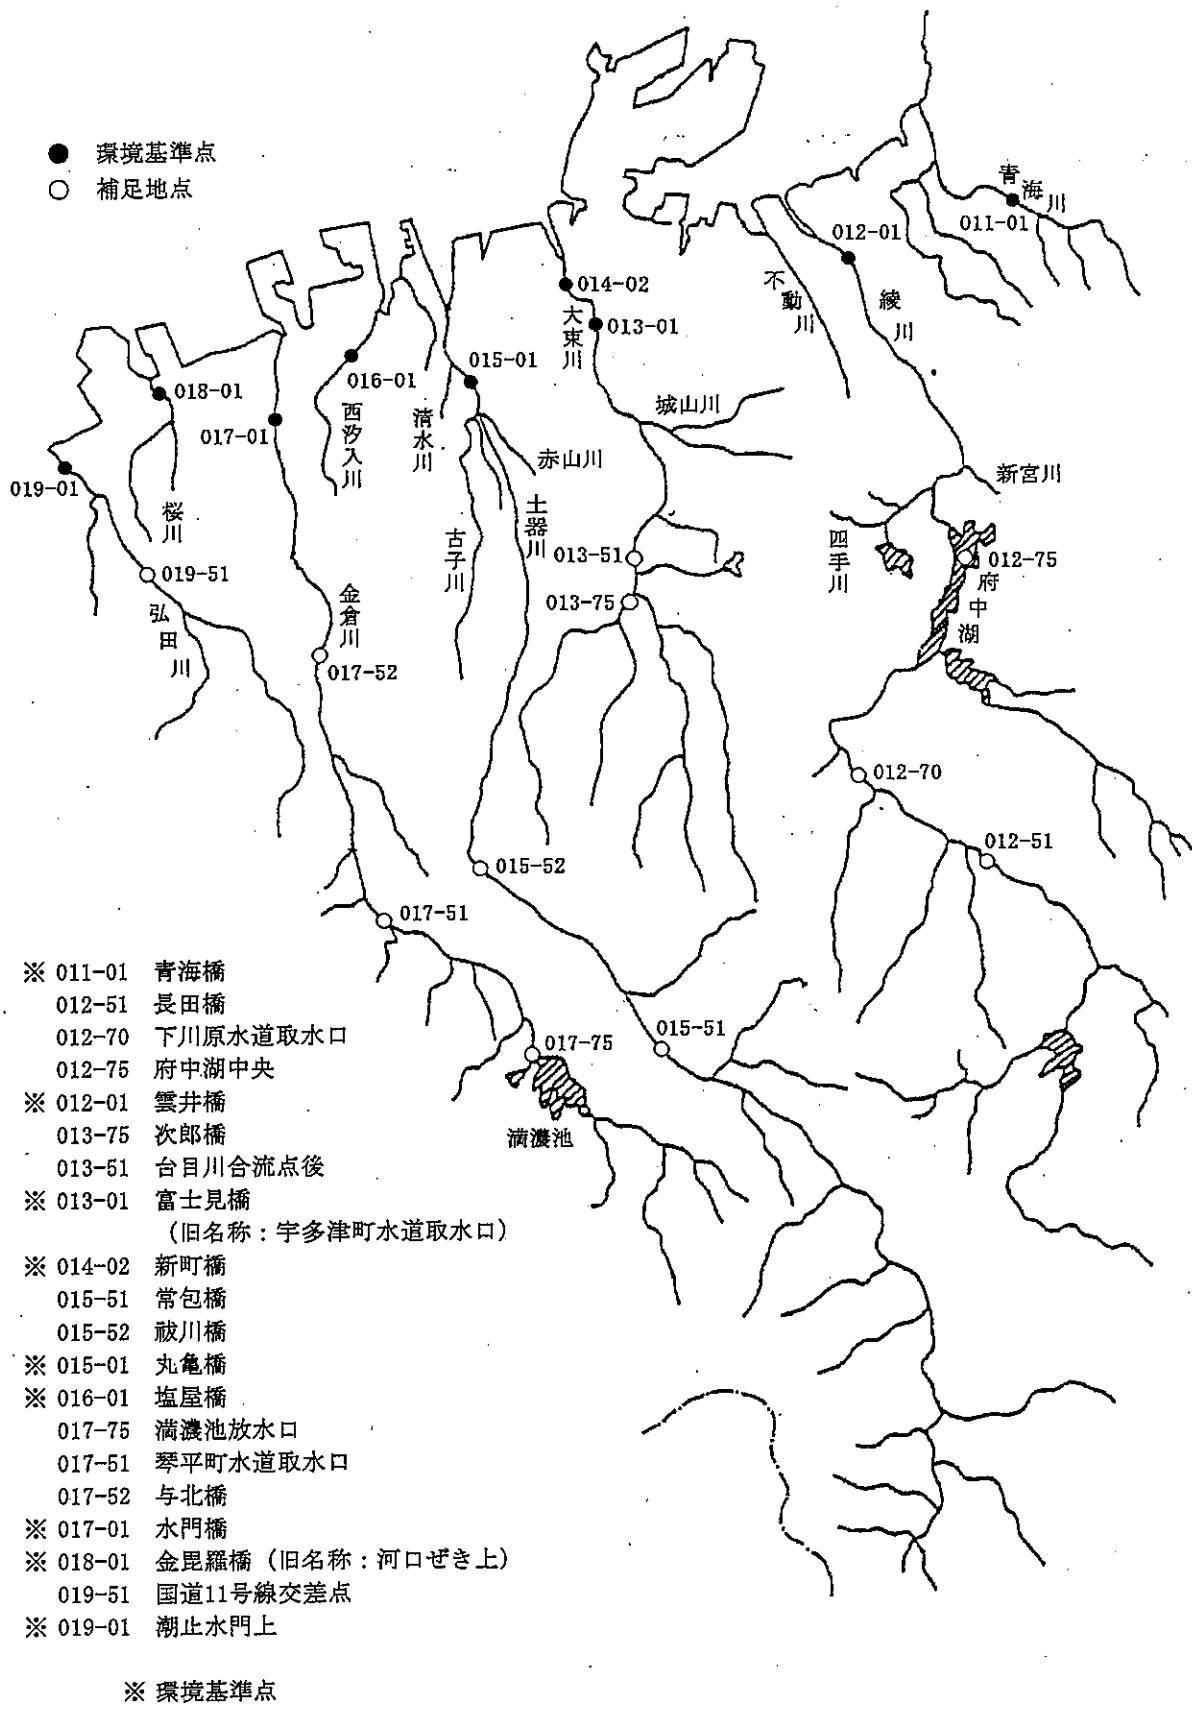 ● 環境基準点
○ 補足地点
青海川
011-01
012-01
綾川
不動川
014-02
大束川
013-01
015-01
016-01
018-01
017-01
019-01
西汐入川
清水川
城山川
赤山川
新宮川
桜川
土器川
古子川
四手川
013-51
012-75
府中湖
019-51
金倉川
013-75
弘田川
017-52
012-70
012-51
015-52
017-51
015-51
017-75
満濃池
※ 011-01 青海橋
012-51 長田橋
012-70 下川原水道取水口
012-75 府中湖中央
※ 012-01 雲井橋
013-75 次郎橋
013-51 台目川合流点後
※ 013-01 富士見橋
(旧名称:宇多津町水道取水口)
※ 014-02 新町橋
015-51 常包橋
015-52 祓川橋
※ 015-01 丸亀橋
※ 016-01 塩屋橋
017-75 満濃池放水口
017-51 琴平町水道取水口
017-52 与北橋
※ 017-01 水門橋
※ 018-01 金毘羅橋(旧名称:河口ぜき上)
019-51 国道11号線交差点
※ 019-01 潮止水門上
※ 環境基準点